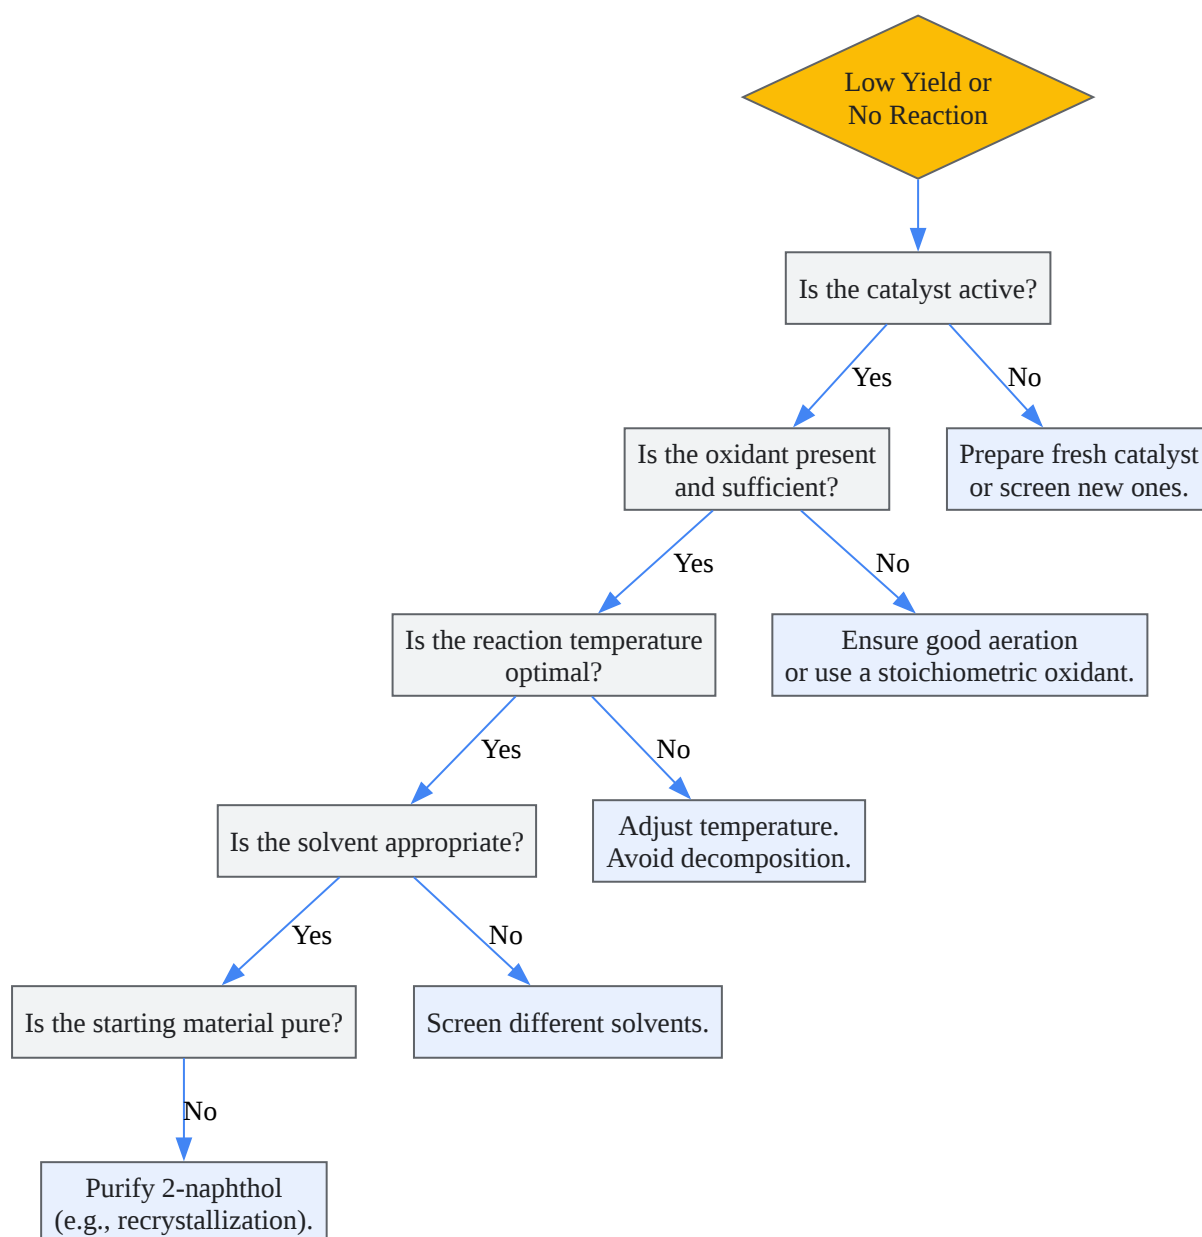 Low Yield or
No Reaction
Is the catalyst active?
Yes
No
Is the oxidant present
and sufficient?
Prepare fresh catalyst
or screen new ones.
Yes
No
Is the reaction temperature
optimal?
Ensure good aeration
or use a stoichiometric oxidant.
Yes
No
Is the solvent appropriate?
Adjust temperature.
Avoid decomposition.
Yes
No
Is the starting material pure?
Screen different solvents.
No
Purify 2-naphthol
(e.g., recrystallization).